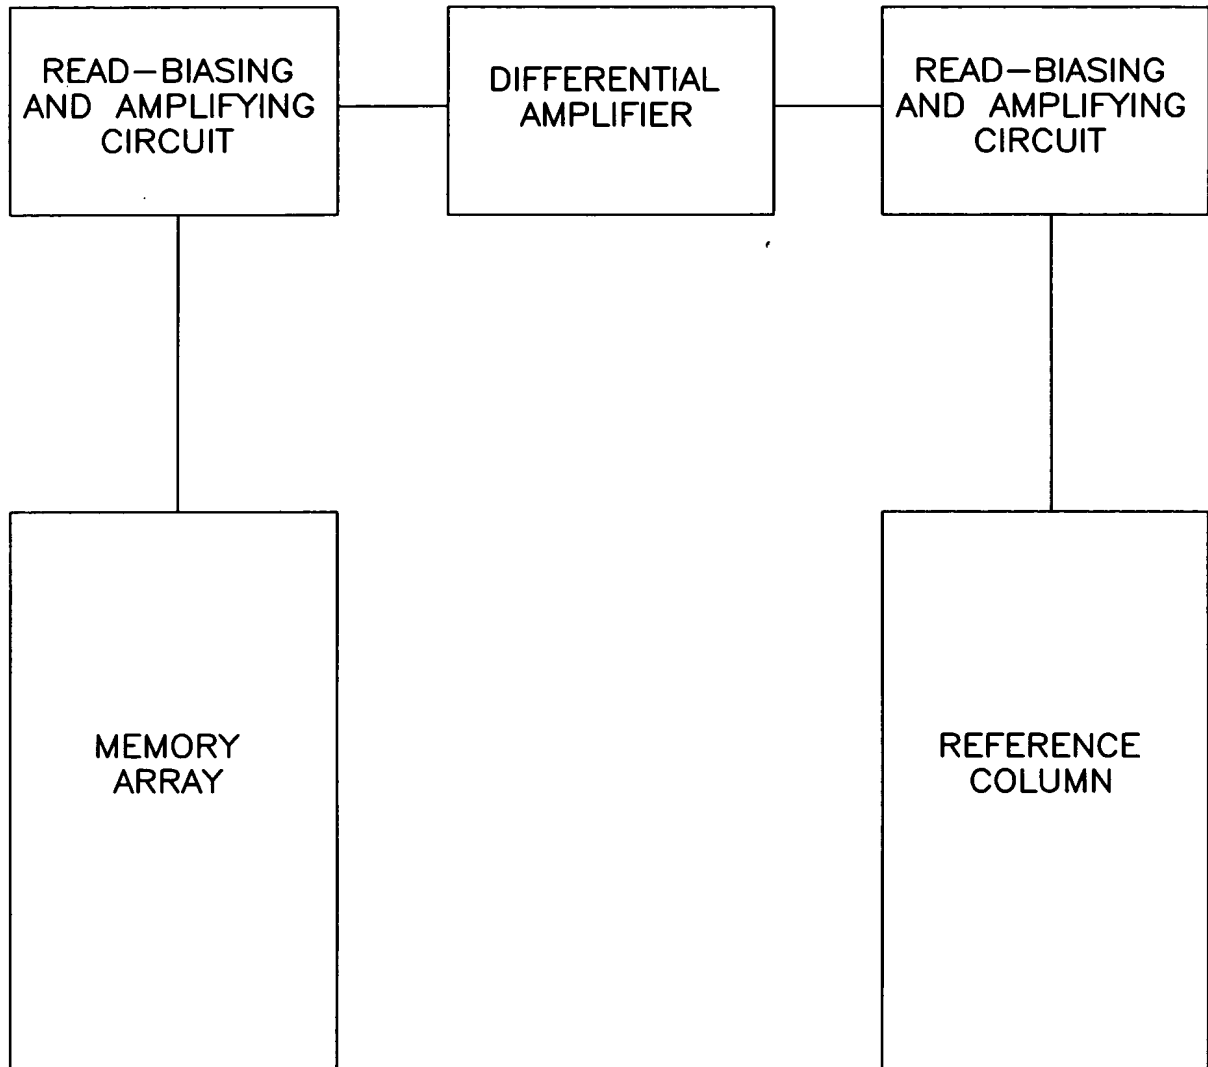 READ-BIASING
AND AMPLIFYING
CIRCUIT
DIFFERENTIAL
AMPLIFIER
READ-BIASING
AND AMPLIFYING
CIRCUIT
MEMORY
ARRAY
REFERENCE
COLUMN